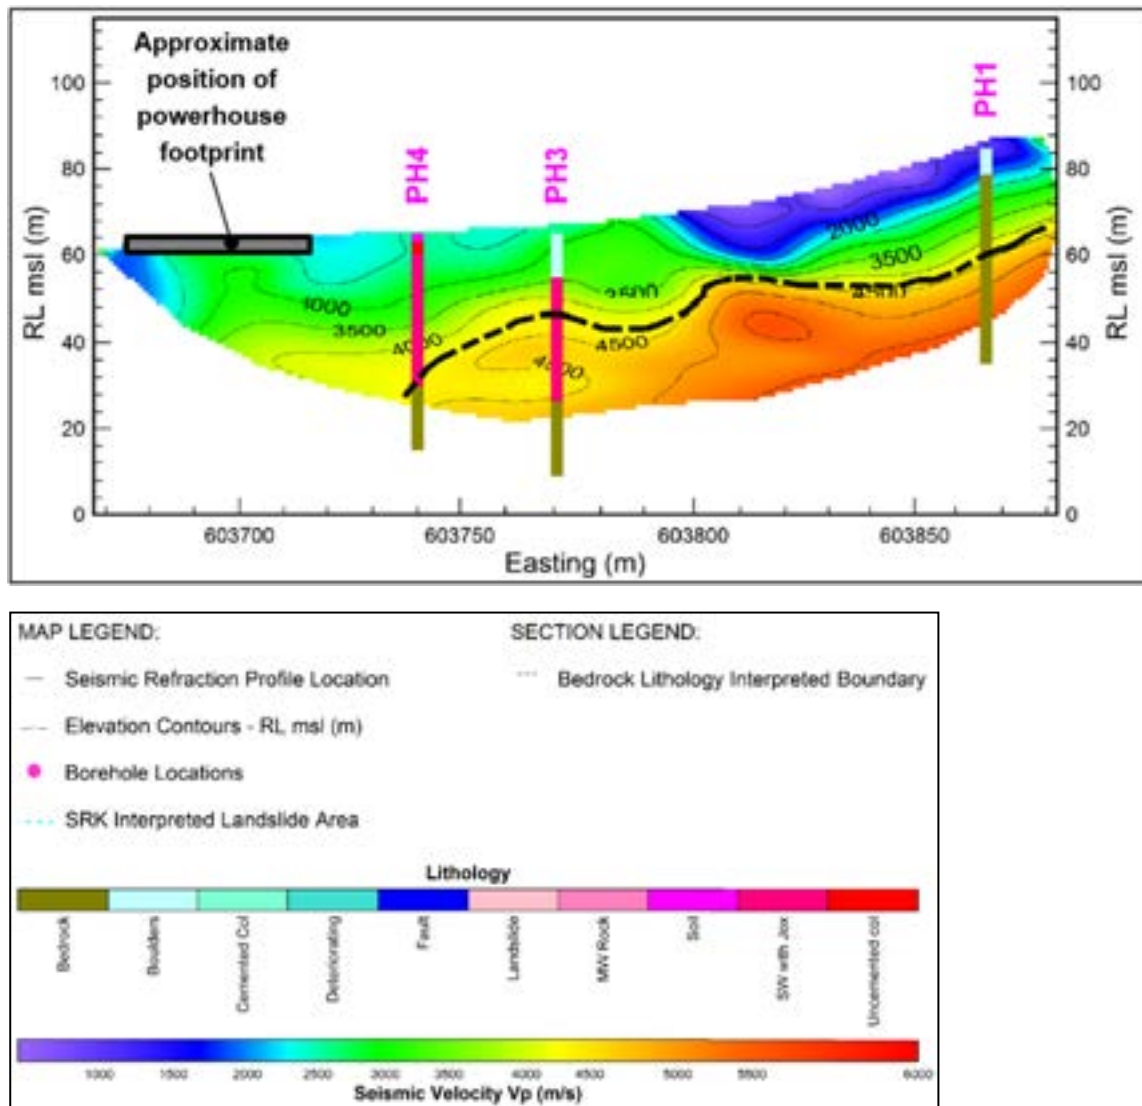 Approximate
position of
powerhouse
footprint
PH4
PH3
PH1
100
80
60
40
20
0
RL msl (m)
100
80
60
40
20
0
RL msl (m)
2000
3500
1000
3500
4500
603700
603750
603800
603850
Easting (m)
MAP LEGEND:
Seismic Refraction Profile Location
Elevation Contours - RL msl (m)
Borehole Locations
SRK Interpreted Landslide Area
SECTION LEGEND:
Bedrock Lithology Interpreted Boundary
Lithology
Bedrock
Boulders
Cemented Col
Deteriorating
Fault
Landslide
MW Rock
Soil
SW with Jox
Uncemented col
1000 1500 2000 2500 3000 3500 4000 4500 5000 5500 6000
Seismic Velocity Vp (m/s)